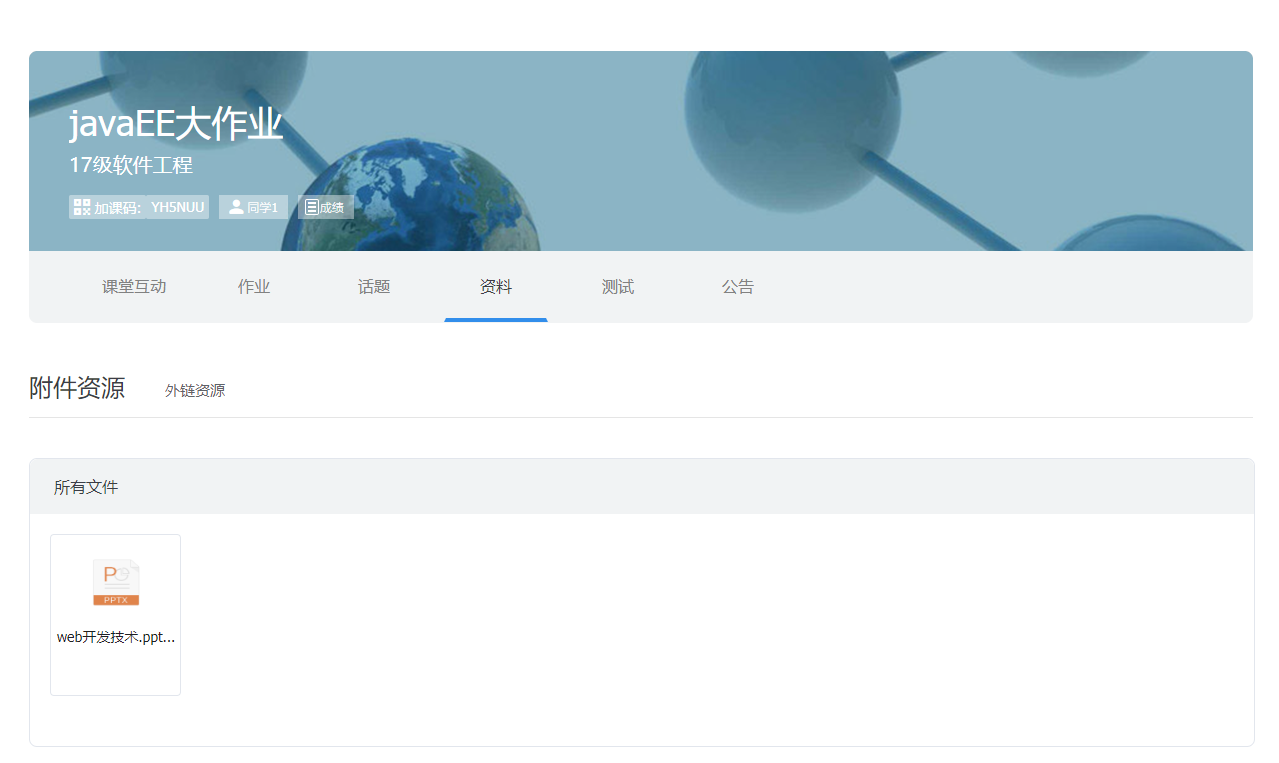 javaEE大作业
17级软件工程
加课码: YH5NUU 同学1 成绩
课堂互动 作业 话题 资料 测试 公告
附件资源 外链资源
所有文件
P
PPTX
web开发技术.ppt...